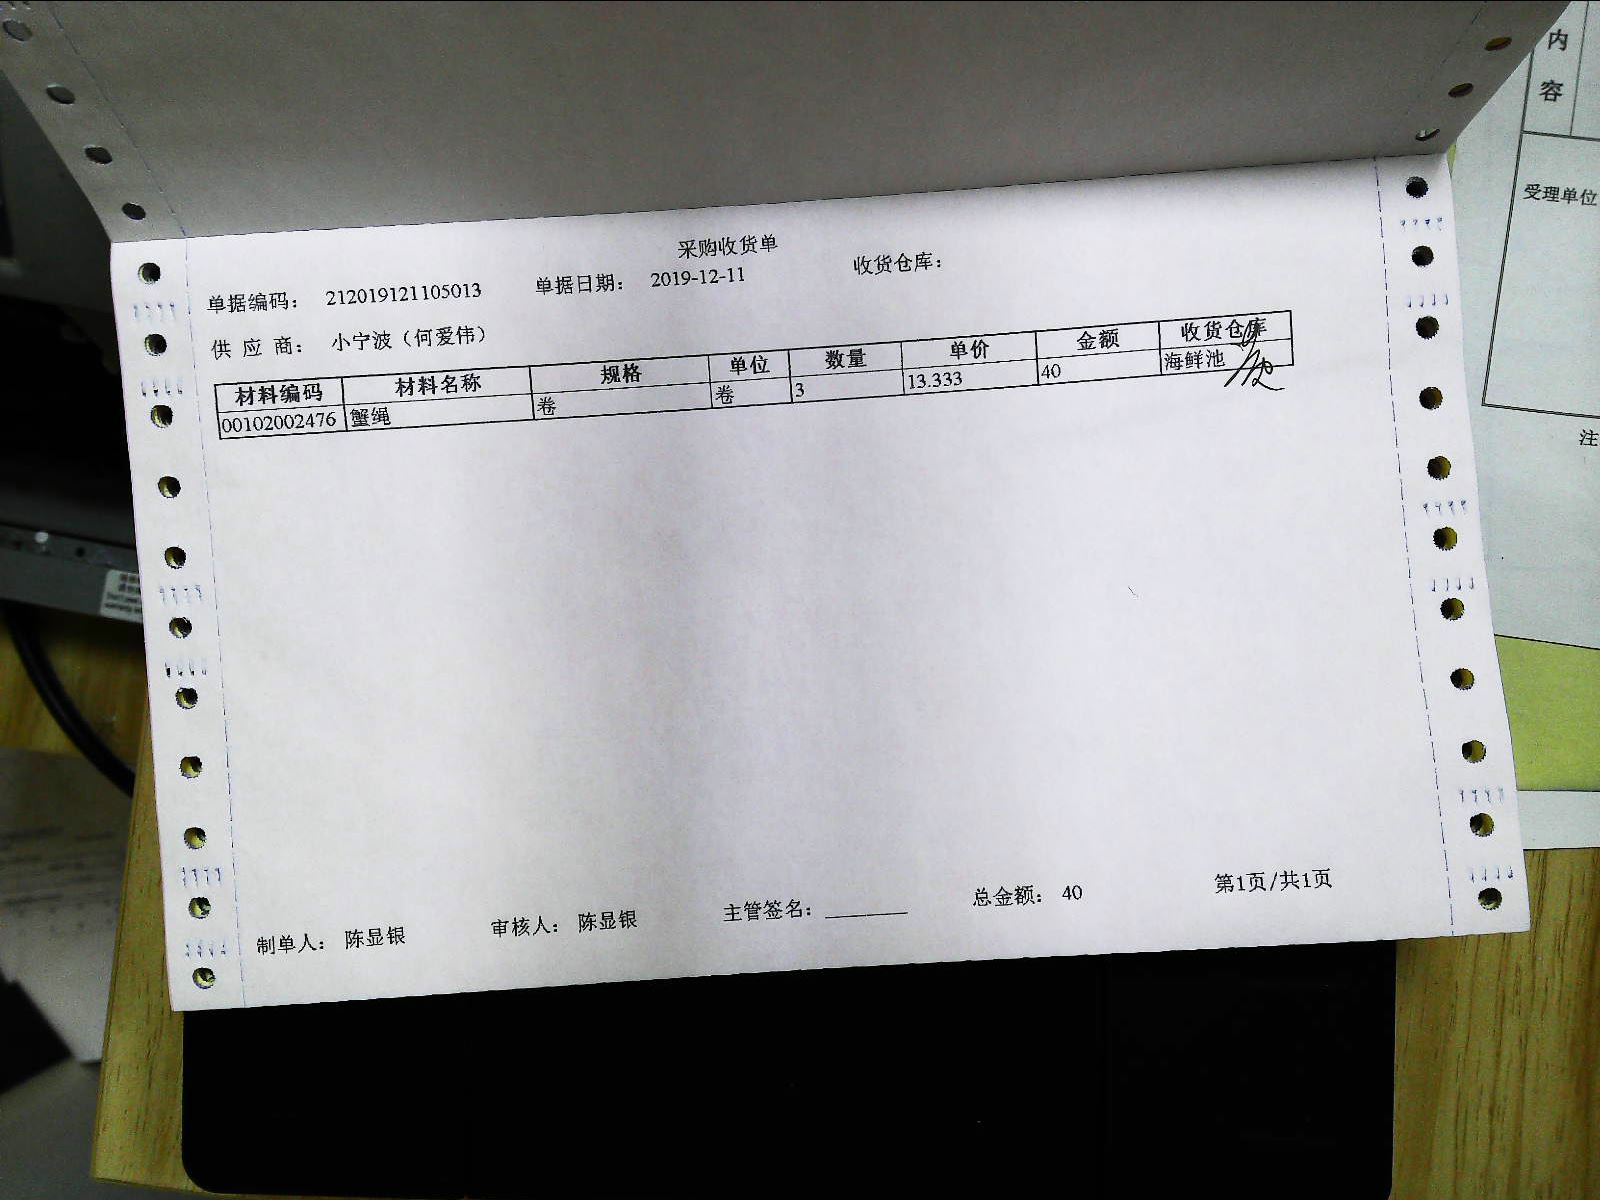 采购收货单
单据编码： 212019121105013 单据日期： 2019-12-11 收货仓库：
供 应 商： 小宁波（何爱伟）
材料编码 材料名称 规格 单位 数量 单价 金额 收货仓库
00102002476 蟹绳 卷 卷 3 13.333 40 海鲜池
制单人： 陈显银 审核人： 陈显银 主管签名： 总金额： 40 第1页/共1页
内
容
受理单位
注